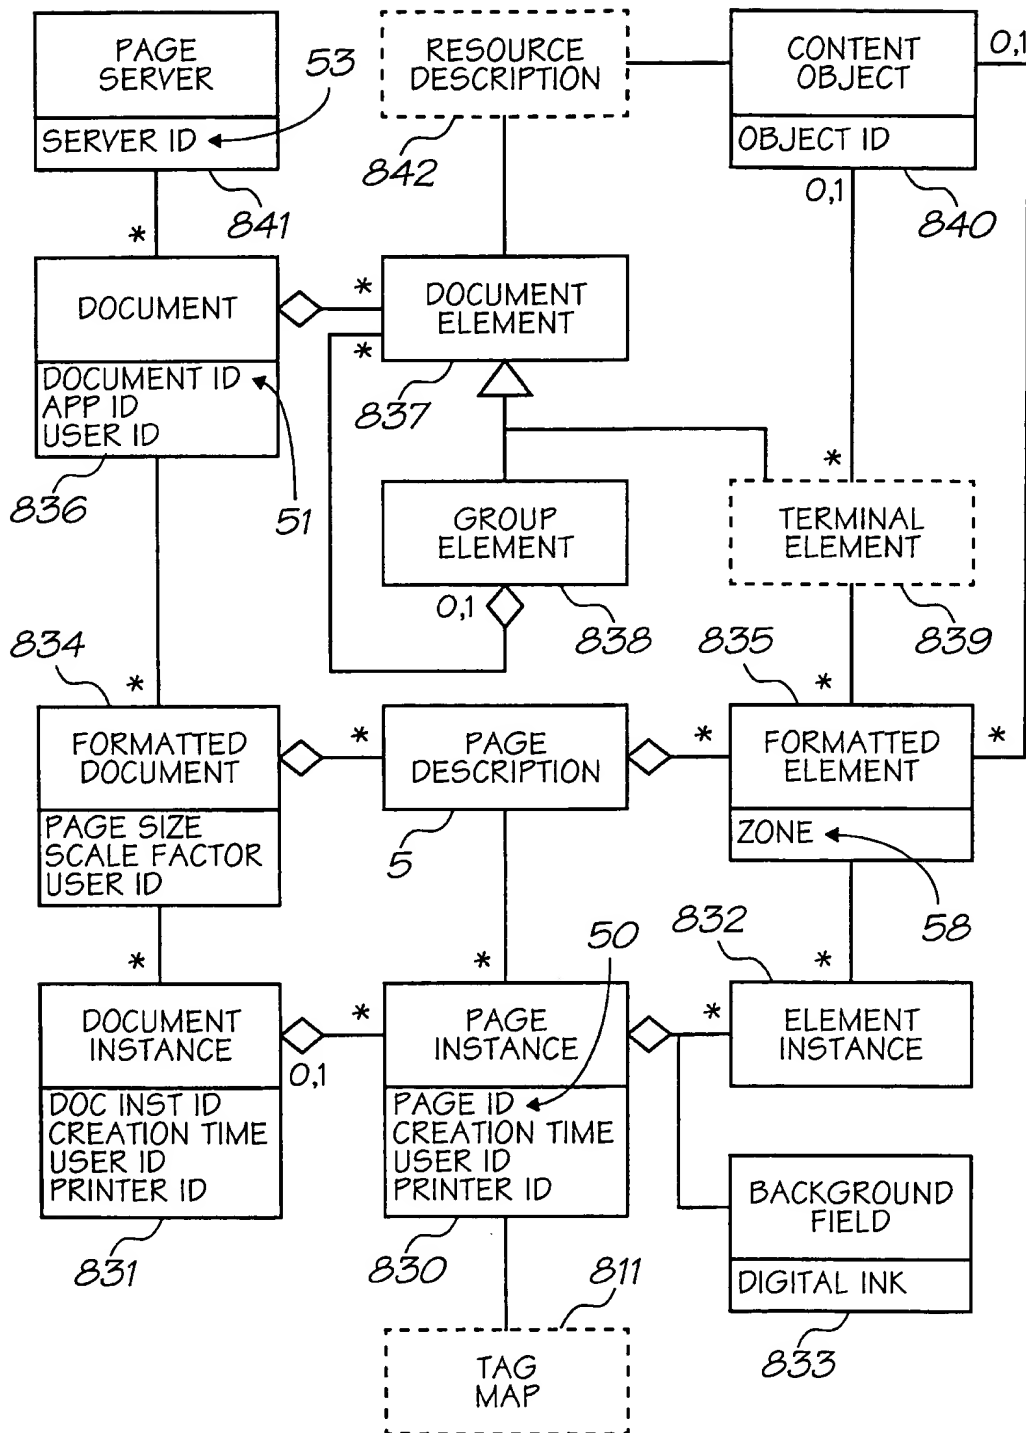 PAGE
SERVER
53
SERVER ID
841
*
RESOURCE
DESCRIPTION
842
CONTENT
OBJECT
0,1
OBJECT ID
0,1
840
DOCUMENT
DOCUMENT ID
APP ID
USER ID
836
51
*
*
DOCUMENT
ELEMENT
837
GROUP
ELEMENT
0,1
838
*
TERMINAL
ELEMENT
839
834
*
FORMATTED
DOCUMENT
PAGE SIZE
SCALE FACTOR
USER ID
*
PAGE
DESCRIPTION
5
835
*
*
FORMATTED
ELEMENT
*
ZONE
58
*
DOCUMENT
INSTANCE
0,1
DOC INST ID
CREATION TIME
USER ID
PRINTER ID
831
50
*
*
PAGE
INSTANCE
PAGE ID
CREATION TIME
USER ID
PRINTER ID
830
832
*
*
ELEMENT
INSTANCE
BACKGROUND
FIELD
DIGITAL INK
833
811
TAG
MAP